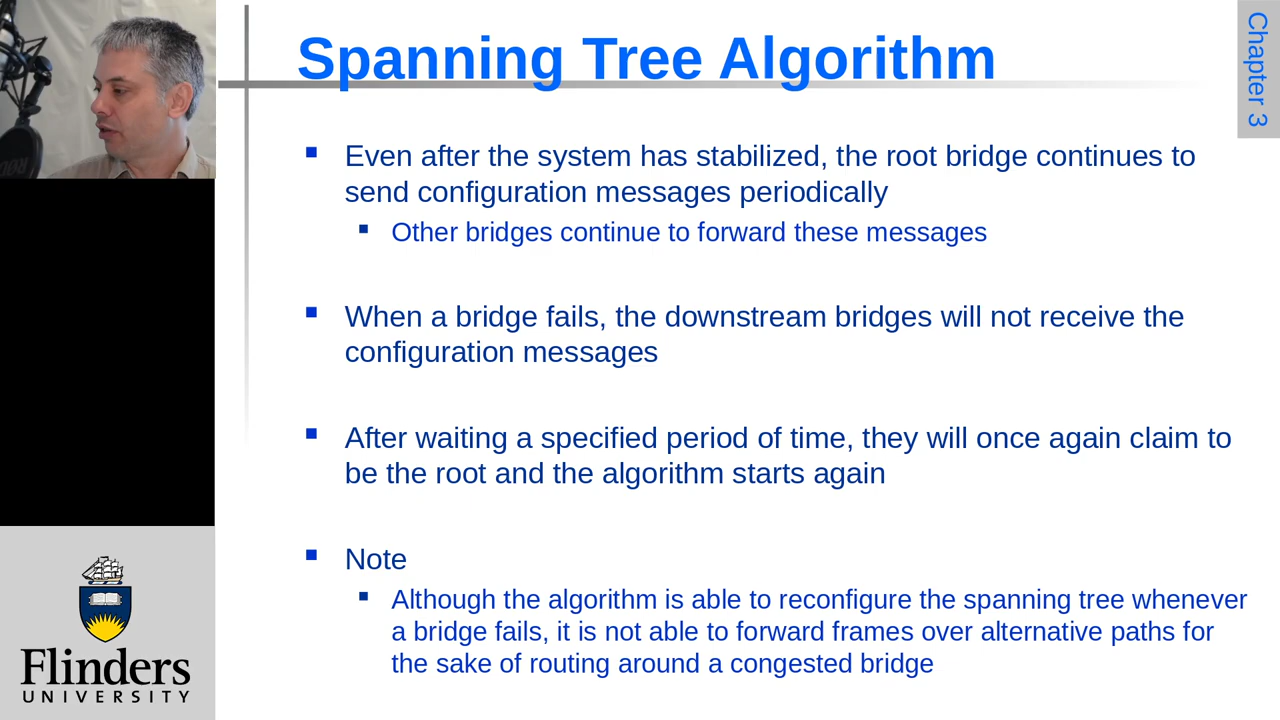 Spanning Tree Algorithm
Chapter 3
Even after the system has stabilized, the root bridge continues to
send configuration messages periodically
Other bridges continue to forward these messages
When a bridge fails, the downstream bridges will not receive the
configuration messages
After waiting a specified period of time, they will once again claim to
be the root and the algorithm starts again
Note
Although the algorithm is able to reconfigure the spanning tree whenever
a bridge fails, it is not able to forward frames over alternative paths for
the sake of routing around a congested bridge
Flinders
UNIVERSITY